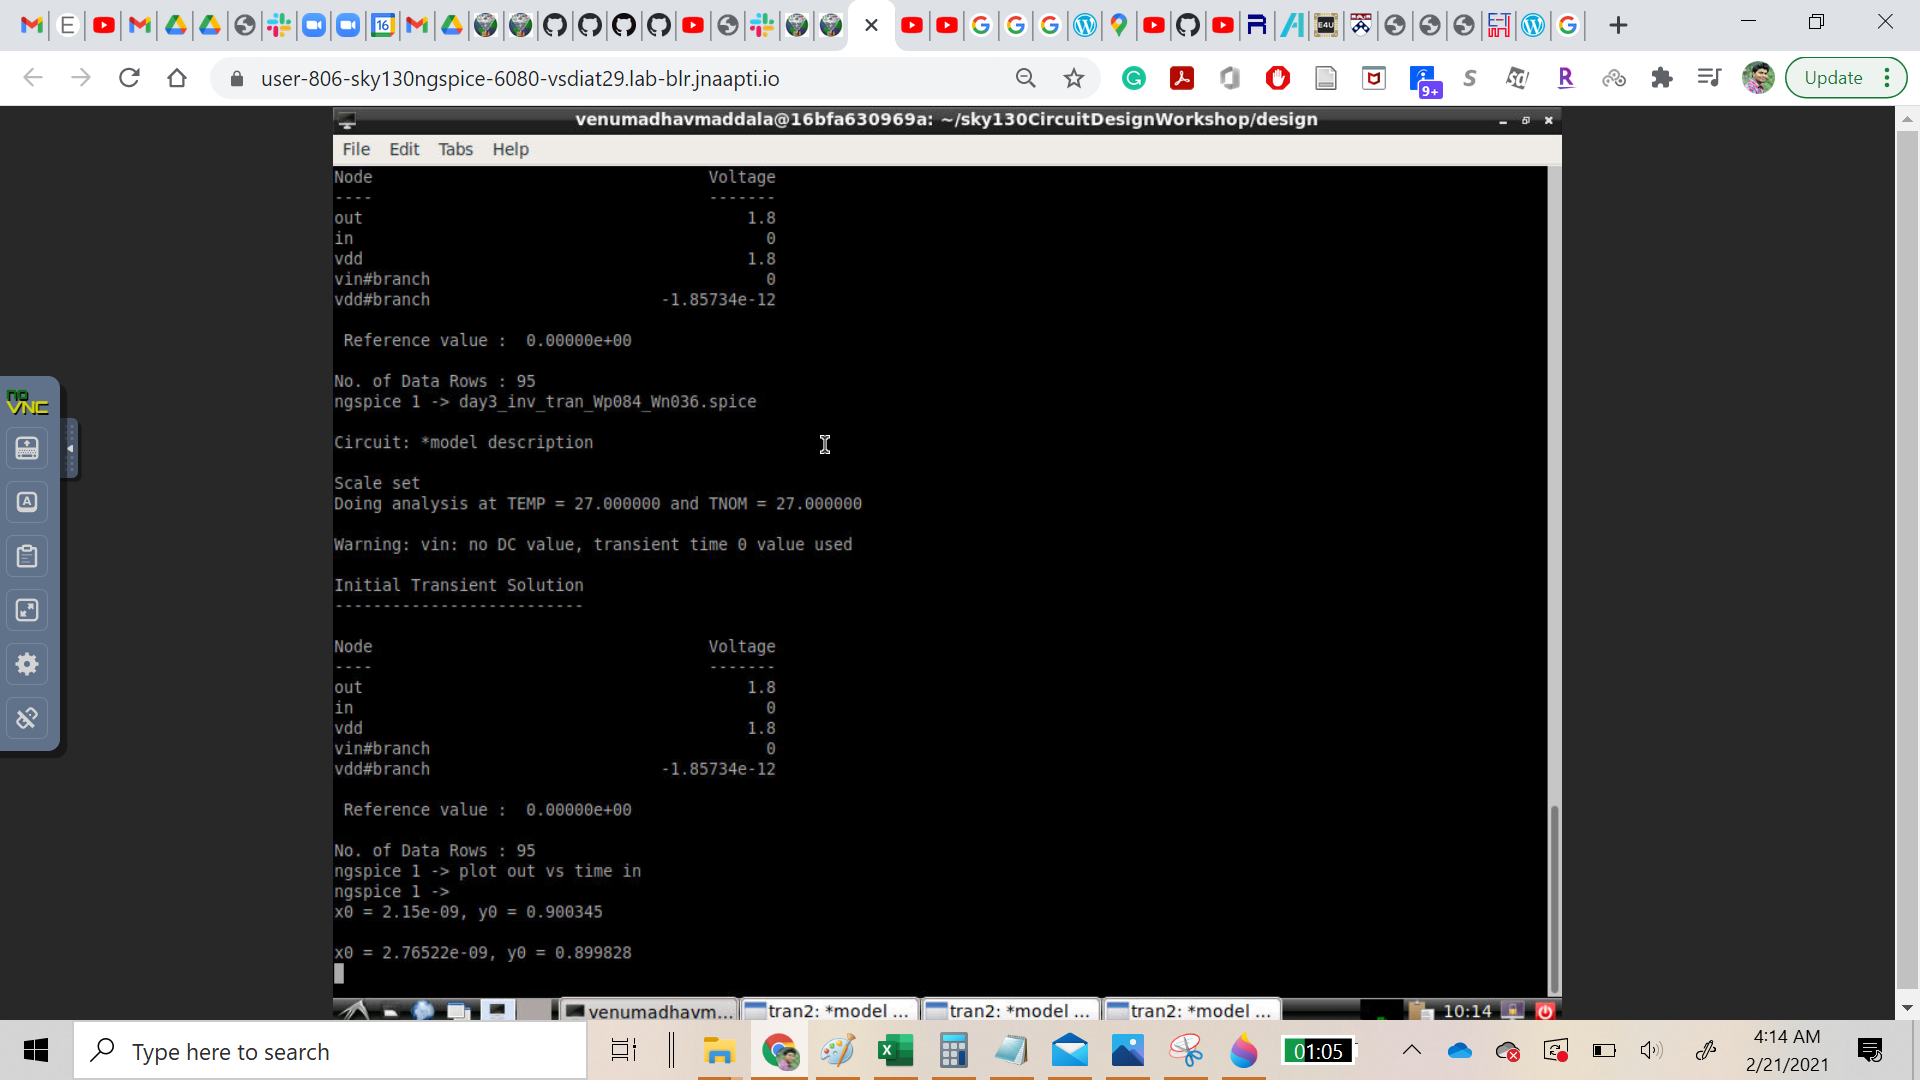 16
E4U
user-806-sky130ngspice-6080-vsdiat29.lab-blr.jnaapti.io
9+
Update
venumadhavmaddala@16bfa630969a: ~/sky130CircuitDesignWorkshop/design
File Edit Tabs Help
Node Voltage
---- -------
out 1.8
in 0
vdd 1.8
vin#branch 0
vdd#branch -1.85734e-12
Reference value : 0.00000e+00
No. of Data Rows : 95
ngspice 1 -> day3_inv_tran_Wp084_Wn036.spice
Circuit: *model description
Scale set
Doing analysis at TEMP = 27.000000 and TNOM = 27.000000
Warning: vin: no DC value, transient time 0 value used
Initial Transient Solution
--------------------------
Node Voltage
---- -------
out 1.8
in 0
vdd 1.8
vin#branch 0
vdd#branch -1.85734e-12
Reference value : 0.00000e+00
No. of Data Rows : 95
ngspice 1 -> plot out vs time in
ngspice 1 ->
x0 = 2.15e-09, y0 = 0.900345
x0 = 2.76522e-09, y0 = 0.899828
no
VNC
venumadhavm... tran2: *model ... tran2: *model ... tran2: *model ... 10:14
Type here to search
01:05
4:14 AM
2/21/2021